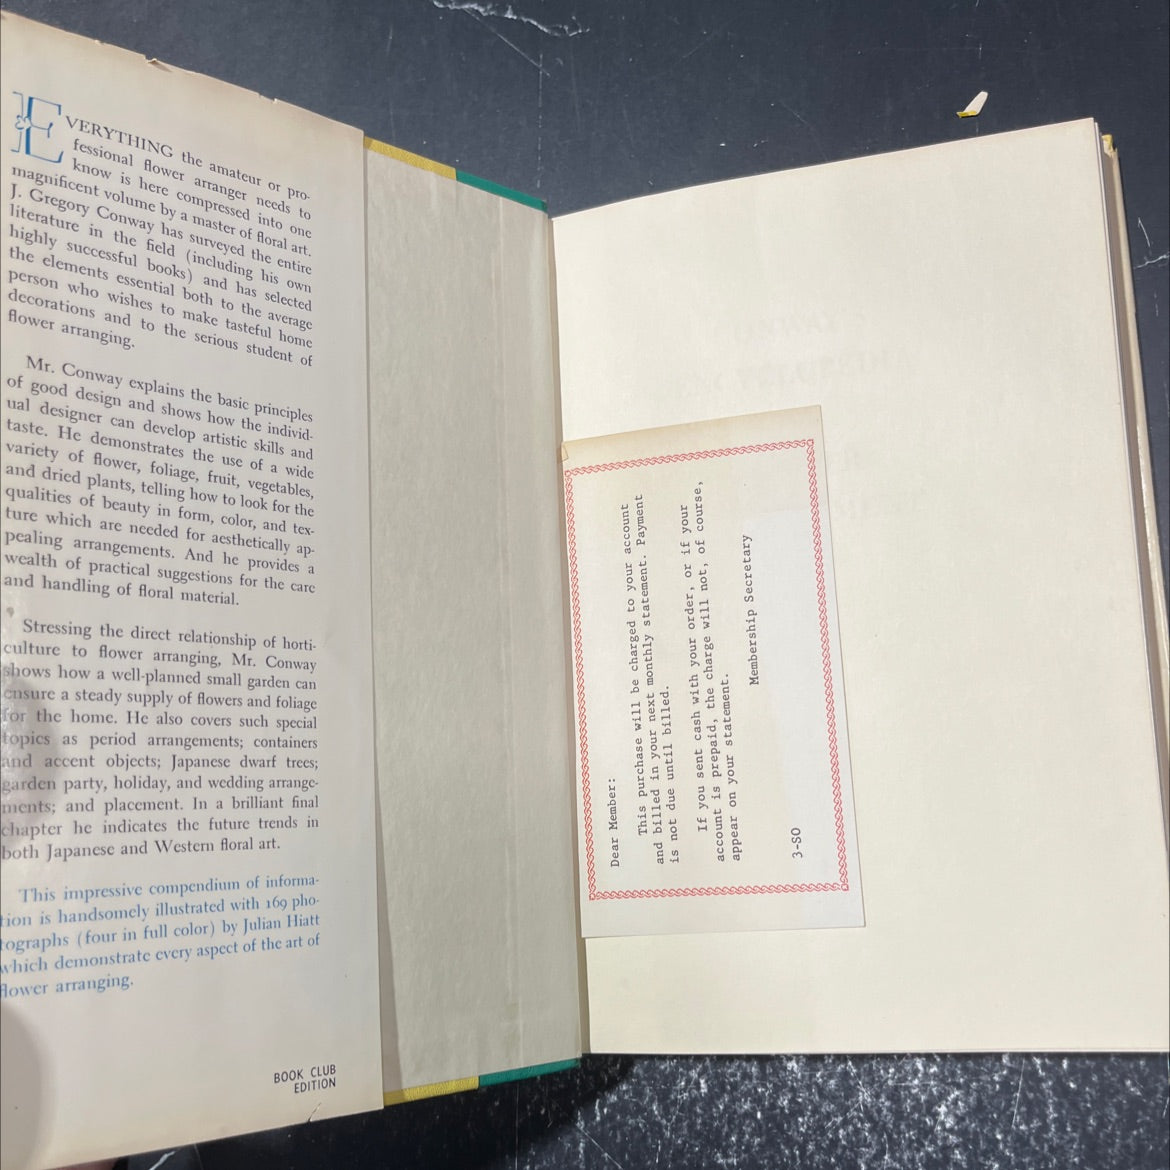 EVERYTHING the amateur or pro-
fessional flower arranger needs to
know is here compressed into one
magnificent volume by a master of floral art.
J. Gregory Conway has surveyed the entire
literature in the field (including his own
highly successful books) and has selected
the elements essential both to the average
person who wishes to make tasteful home
decorations and to the serious student of
flower arranging.
Mr. Conway explains the basic principles
of good design and shows how the individ-
ual designer can develop artistic skills and
taste. He demonstrates the use of a wide
variety of flower, foliage, fruit, vegetables,
and dried plants, telling how to look for the
qualities of beauty in form, color, and tex-
ture which are needed for aesthetically ap-
pealing arrangements. And he provides a
wealth of practical suggestions for the care
and handling of floral material.
Stressing the direct relationship of horti-
culture to flower arranging, Mr. Conway
shows how a well-planned small garden can
ensure a steady supply of flowers and foliage
for the home. He also covers such special
topics as period arrangements; containers
and accent objects; Japanese dwarf trees;
garden party, holiday, and wedding arrange-
ments; and placement. In a brilliant final
chapter he indicates the future trends in
both Japanese and Western floral art.
This impressive compendium of informa-
tion is handsomely illustrated with 169 pho-
tographs (four in full color) by Julian Hiatt
which demonstrate every aspect of the art of
flower arranging.
BOOK CLUB
EDITION
Dear Member:
This purchase will be charged to your account
and billed in your next monthly statement. Payment
is not due until billed.
If you sent cash with your order, or if your
account is prepaid, the charge will not, of course,
appear on your statement.
Membership Secretary
3-SO